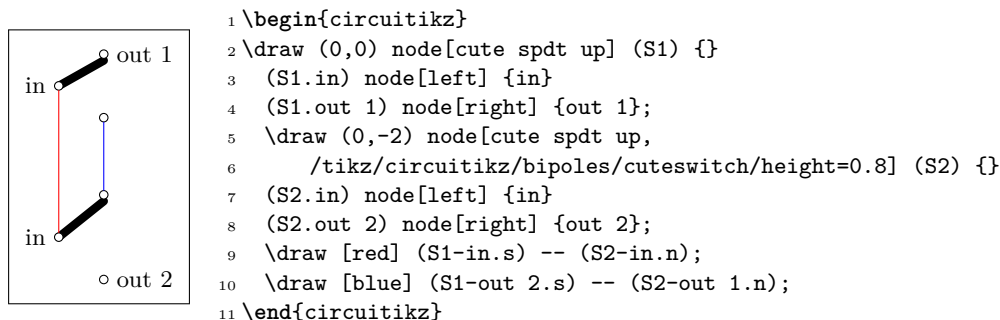 out 1
in
in
out 2
1 \begin{circuitikz}
2 \draw (0,0) node[cute spdt up] (S1) {}
3   (S1.in) node[left] {in}
4   (S1.out 1) node[right] {out 1};
5   \draw (0,-2) node[cute spdt up,
6       /tikz/circuitikz/bipoles/cuteswitch/height=0.8] (S2) {}
7   (S2.in) node[left] {in}
8   (S2.out 2) node[right] {out 2};
9   \draw [red] (S1-in.s) -- (S2-in.n);
10   \draw [blue] (S1-out 2.s) -- (S2-out 1.n);
11 \end{circuitikz}